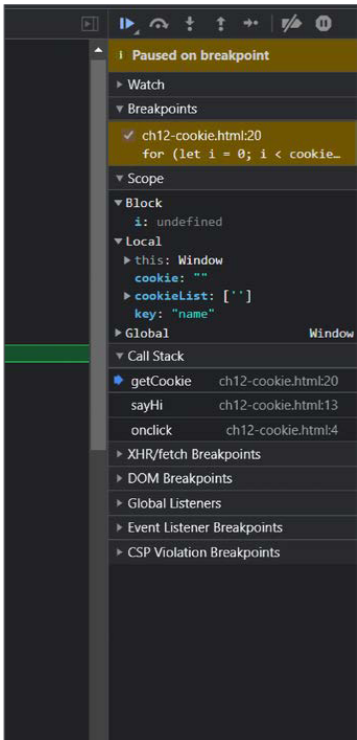 Paused on breakpoint
Watch
Breakpoints
ch12-cookie.html:20
for (let i = 0; i < cookie…
Scope
Block
i: undefined
Local
this: Window
cookie: ""
cookieList: ['']
key: "name"
Global Window
Call Stack
getCookie ch12-cookie.html:20
sayHi ch12-cookie.html:13
onclick ch12-cookie.html:4
XHR/fetch Breakpoints
DOM Breakpoints
Global Listeners
Event Listener Breakpoints
CSP Violation Breakpoints